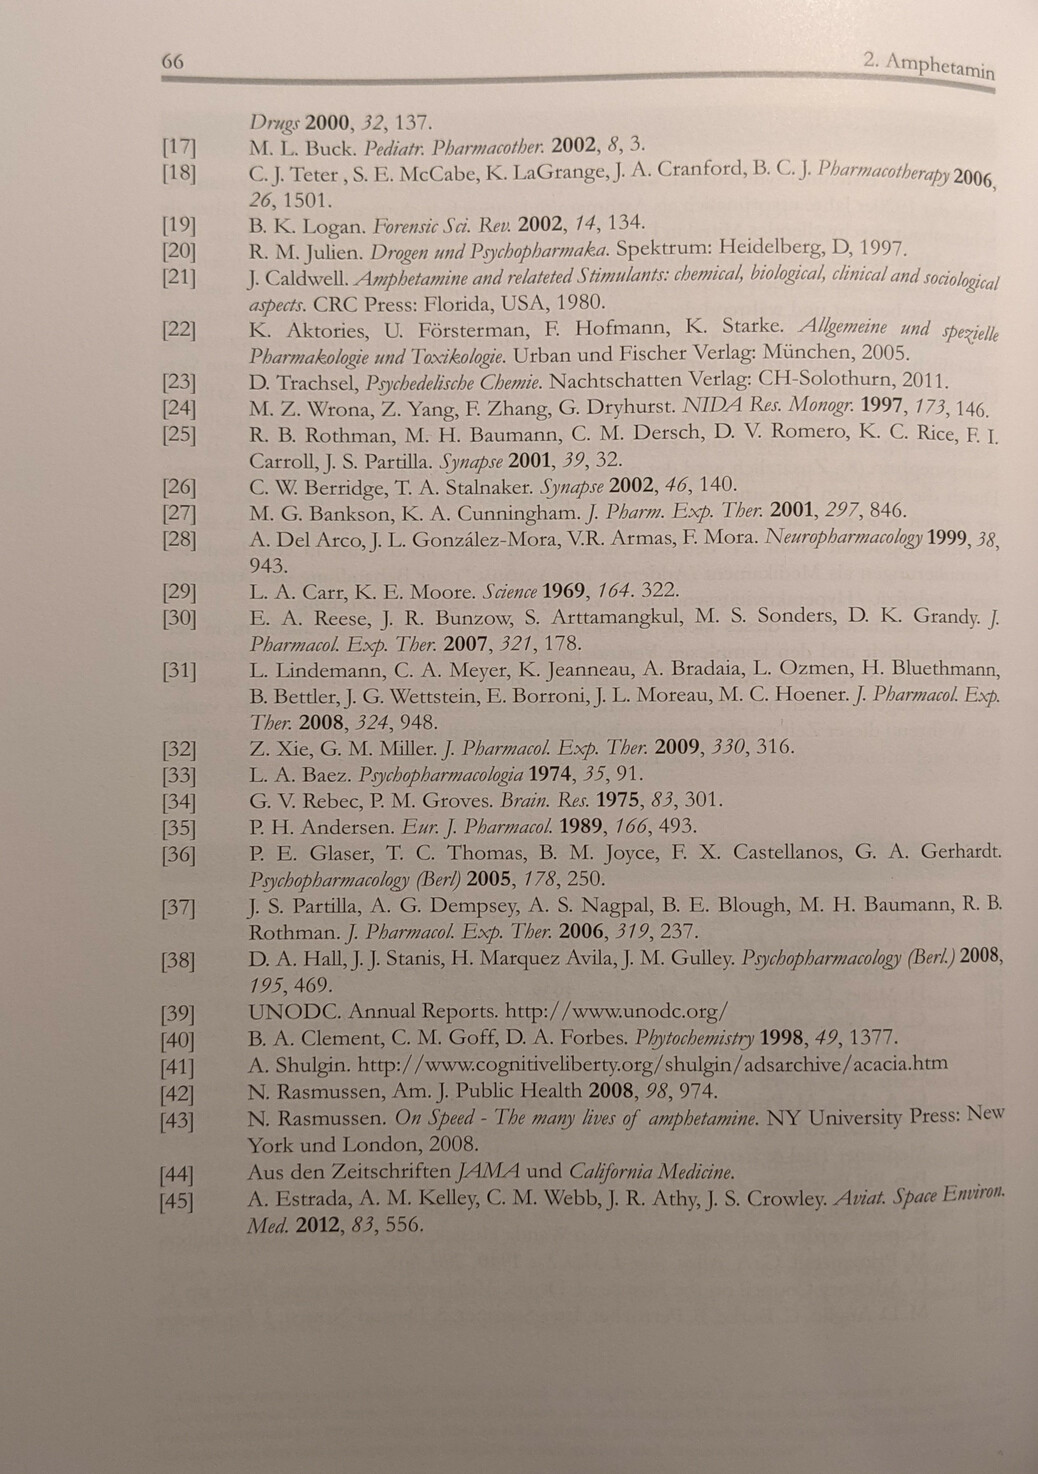 66
2. Amphetamin
Drugs 2000, 32, 137.
[17] M. L. Buck. Pediatr. Pharmacother. 2002, 8, 3.
[18] C. J. Teter , S. E. McCabe, K. LaGrange, J. A. Cranford, B. C. J. Pharmacotherapy 2006,
26, 1501.
[19] B. K. Logan. Forensic Sci. Rev. 2002, 14, 134.
[20] R. M. Julien. Drogen und Psychopharmaka. Spektrum: Heidelberg, D, 1997.
[21] J. Caldwell. Amphetamine and relateted Stimulants: chemical, biological, clinical and sociological
aspects. CRC Press: Florida, USA, 1980.
[22] K. Aktories, U. Försterman, F. Hofmann, K. Starke. Allgemeine und spezielle
Pharmakologie und Toxikologie. Urban und Fischer Verlag: München, 2005.
[23] D. Trachsel, Psychedelische Chemie. Nachtschatten Verlag: CH-Solothurn, 2011.
[24] M. Z. Wrona, Z. Yang, F. Zhang, G. Dryhurst. NIDA Res. Monogr. 1997, 173, 146.
[25] R. B. Rothman, M. H. Baumann, C. M. Dersch, D. V. Romero, K. C. Rice, F. I.
Carroll, J. S. Partilla. Synapse 2001, 39, 32.
[26] C. W. Berridge, T. A. Stalnaker. Synapse 2002, 46, 140.
[27] M. G. Bankson, K. A. Cunningham. J. Pharm. Exp. Ther. 2001, 297, 846.
[28] A. Del Arco, J. L. González-Mora, V.R. Armas, F. Mora. Neuropharmacology 1999, 38,
943.
[29] L. A. Carr, K. E. Moore. Science 1969, 164. 322.
[30] E. A. Reese, J. R. Bunzow, S. Arttamangkul, M. S. Sonders, D. K. Grandy. J.
Pharmacol. Exp. Ther. 2007, 321, 178.
[31] L. Lindemann, C. A. Meyer, K. Jeanneau, A. Bradaia, L. Ozmen, H. Bluethmann,
B. Bettler, J. G. Wettstein, E. Borroni, J. L. Moreau, M. C. Hoener. J. Pharmacol. Exp.
Ther. 2008, 324, 948.
[32] Z. Xie, G. M. Miller. J. Pharmacol. Exp. Ther. 2009, 330, 316.
[33] L. A. Baez. Psychopharmacologia 1974, 35, 91.
[34] G. V. Rebec, P. M. Groves. Brain. Res. 1975, 83, 301.
[35] P. H. Andersen. Eur. J. Pharmacol. 1989, 166, 493.
[36] P. E. Glaser, T. C. Thomas, B. M. Joyce, F. X. Castellanos, G. A. Gerhardt.
Psychopharmacology (Berl) 2005, 178, 250.
[37] J. S. Partilla, A. G. Dempsey, A. S. Nagpal, B. E. Blough, M. H. Baumann, R. B.
Rothman. J. Pharmacol. Exp. Ther. 2006, 319, 237.
[38] D. A. Hall, J. J. Stanis, H. Marquez Avila, J. M. Gulley. Psychopharmacology (Berl.) 2008,
195, 469.
[39] UNODC. Annual Reports. http://www.unodc.org/
[40] B. A. Clement, C. M. Goff, D. A. Forbes. Phytochemistry 1998, 49, 1377.
[41] A. Shulgin. http://www.cognitiveliberty.org/shulgin/adsarchive/acacia.htm
[42] N. Rasmussen, Am. J. Public Health 2008, 98, 974.
[43] N. Rasmussen. On Speed - The many lives of amphetamine. NY University Press: New
York und London, 2008.
[44] Aus den Zeitschriften JAMA und California Medicine.
[45] A. Estrada, A. M. Kelley, C. M. Webb, J. R. Athy, J. S. Crowley. Aviat. Space Environ.
Med. 2012, 83, 556.